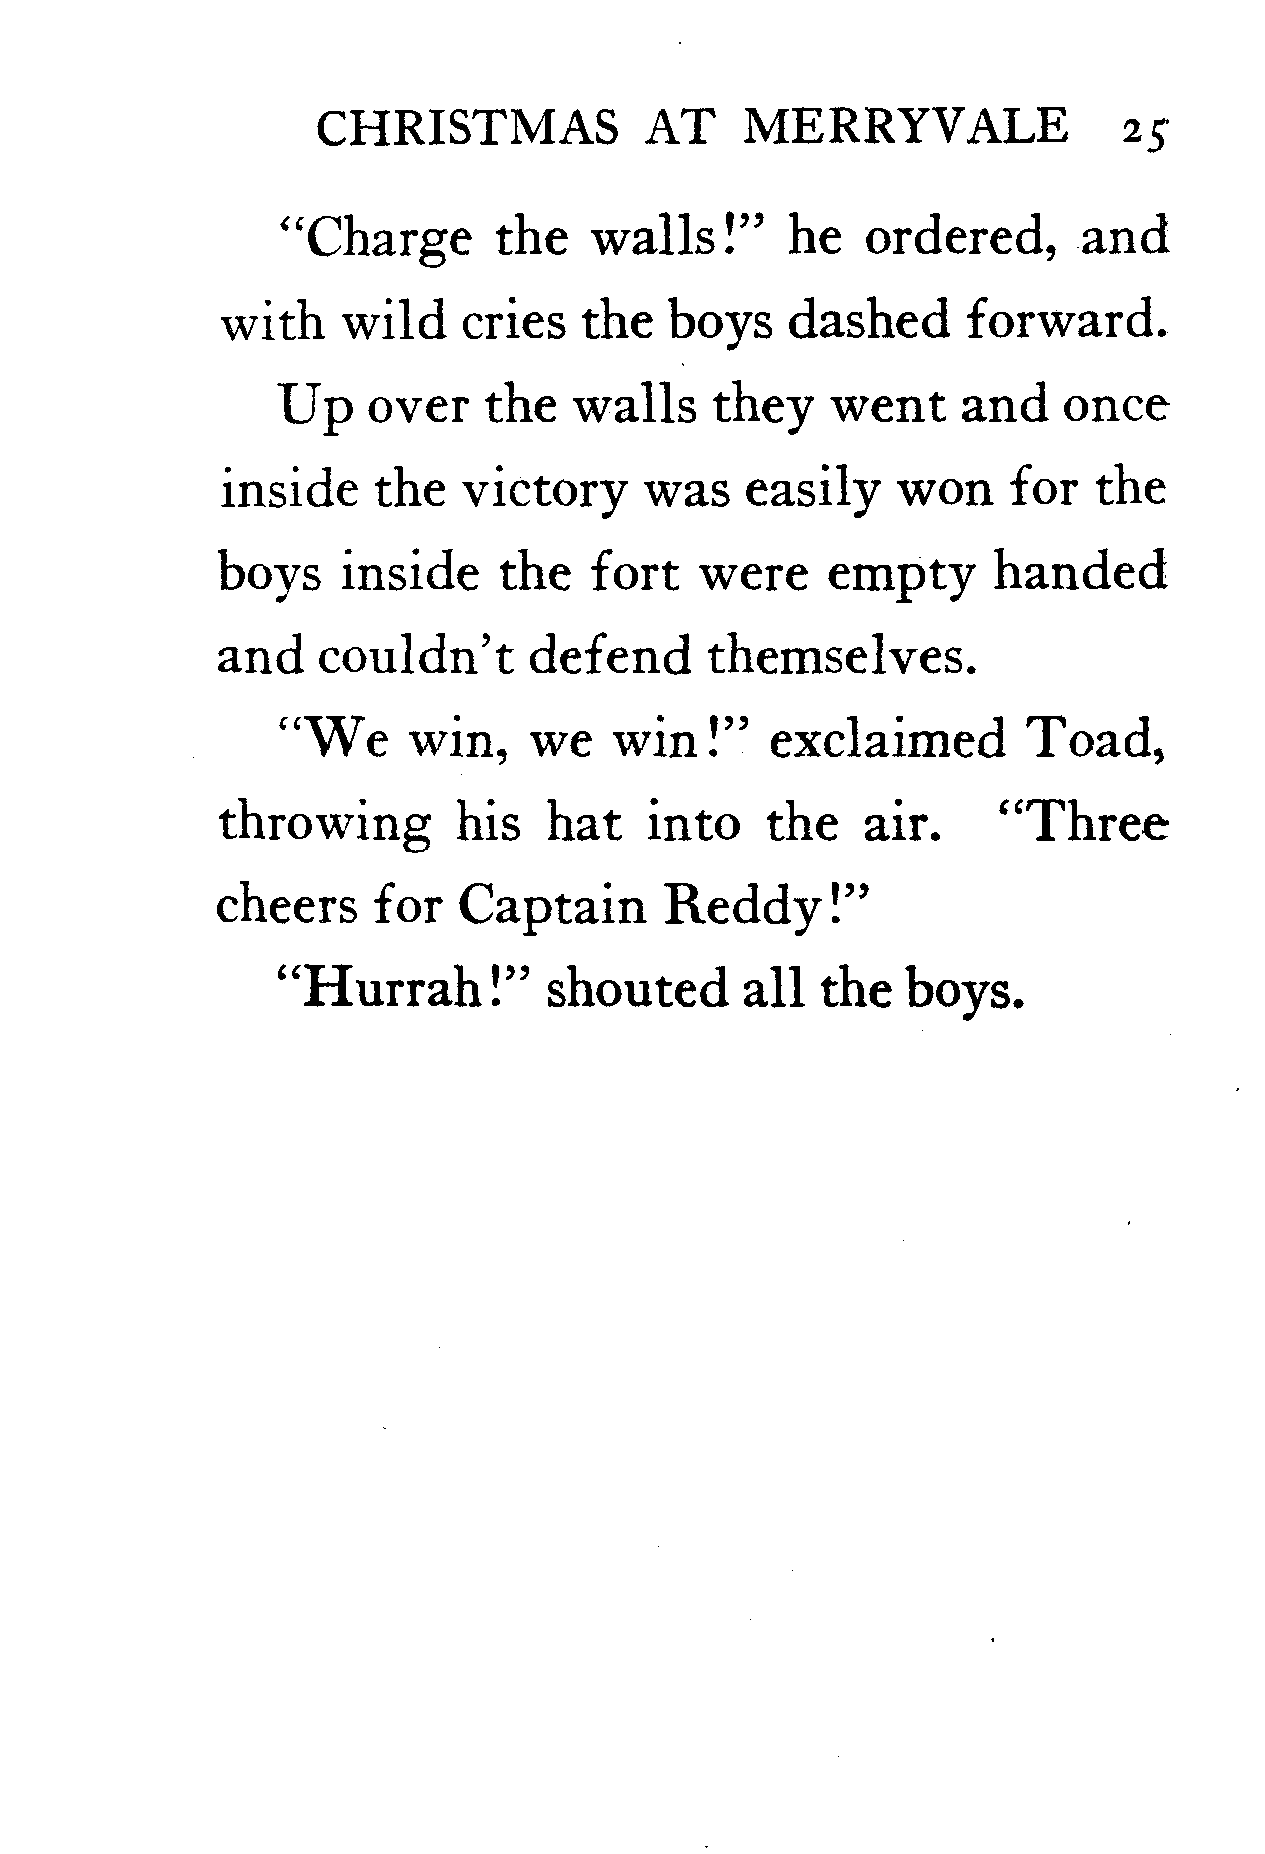 CHRISTMAS AT MERRYVALE 25
“Charge the walls!” he ordered, and
with wild cries the boys dashed forward.
Up over the walls they went and once
inside the victory was easily won for the
boys inside the fort were empty handed
and couldn’t defend themselves.
“We win, we win!” exclaimed Toad,
throwing his hat into the air. “Three
cheers for Captain Reddy!”
“Hurrah!” shouted all the boys.